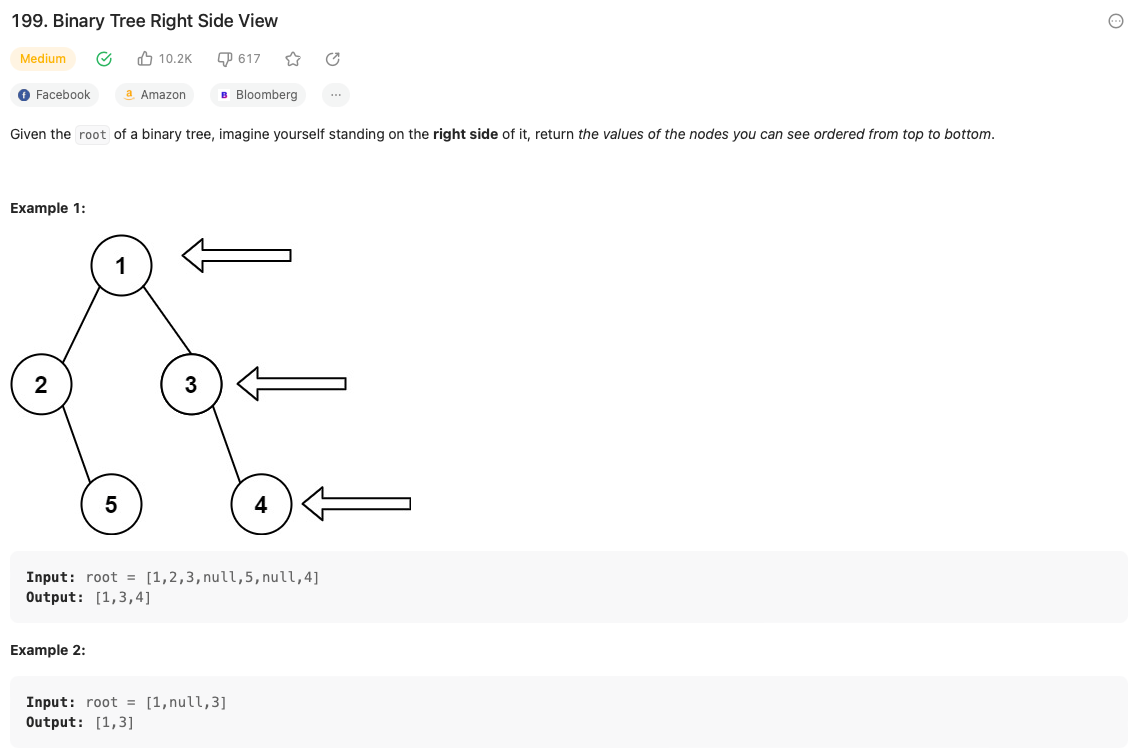 199. Binary Tree Right Side View
Medium 10.2K 617
Facebook Amazon Bloomberg ...
Given the root of a binary tree, imagine yourself standing on the right side of it, return the values of the nodes you can see ordered from top to bottom.
Example 1:
1
2 3
5 4
Input: root = [1,2,3,null,5,null,4]
Output: [1,3,4]
Example 2:
Input: root = [1,null,3]
Output: [1,3]